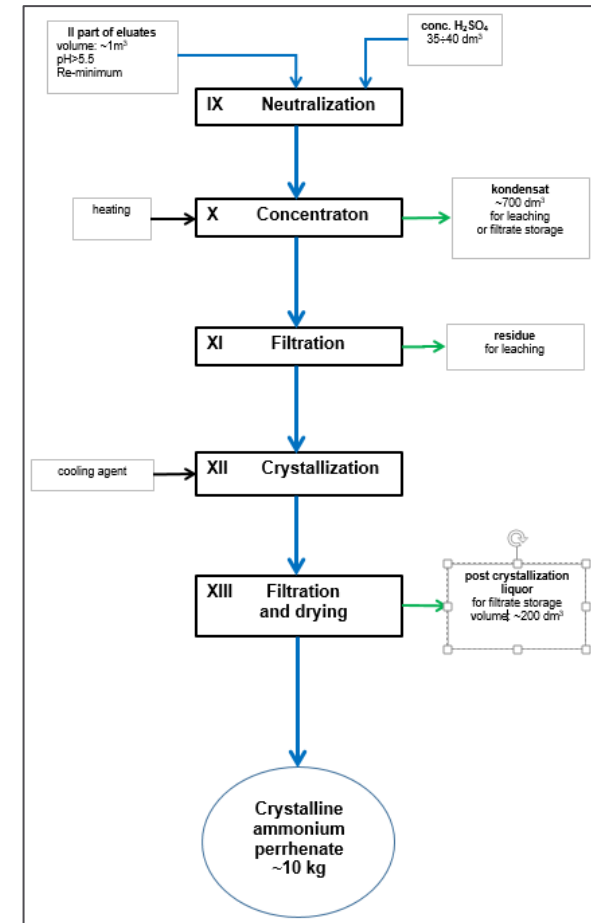 II part of eluates
volume: ~1m³
pH>5.5
Re-minimum
conc. H₂SO₄
35÷40 dm³
IX Neutralization
heating
X Concentraton
kondensat
~700 dm³
for leaching
or filtrate storage
XI Filtration
residue
for leaching
cooling agent
XII Crystallization
XIII Filtration
and drying
post crystallization
liquor
for filtrate storage
volume: ~200 dm³
Crystalline
ammonium
perrhenate
~10 kg